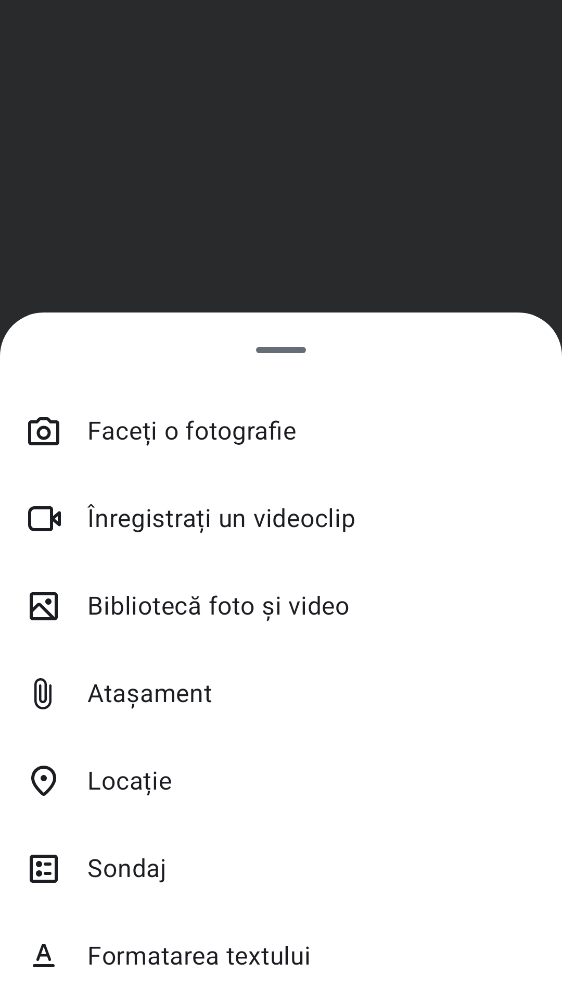 Faceți o fotografie
Înregistrați un videoclip
Bibliotecă foto și video
Atașament
Locație
Sondaj
Formatarea textului